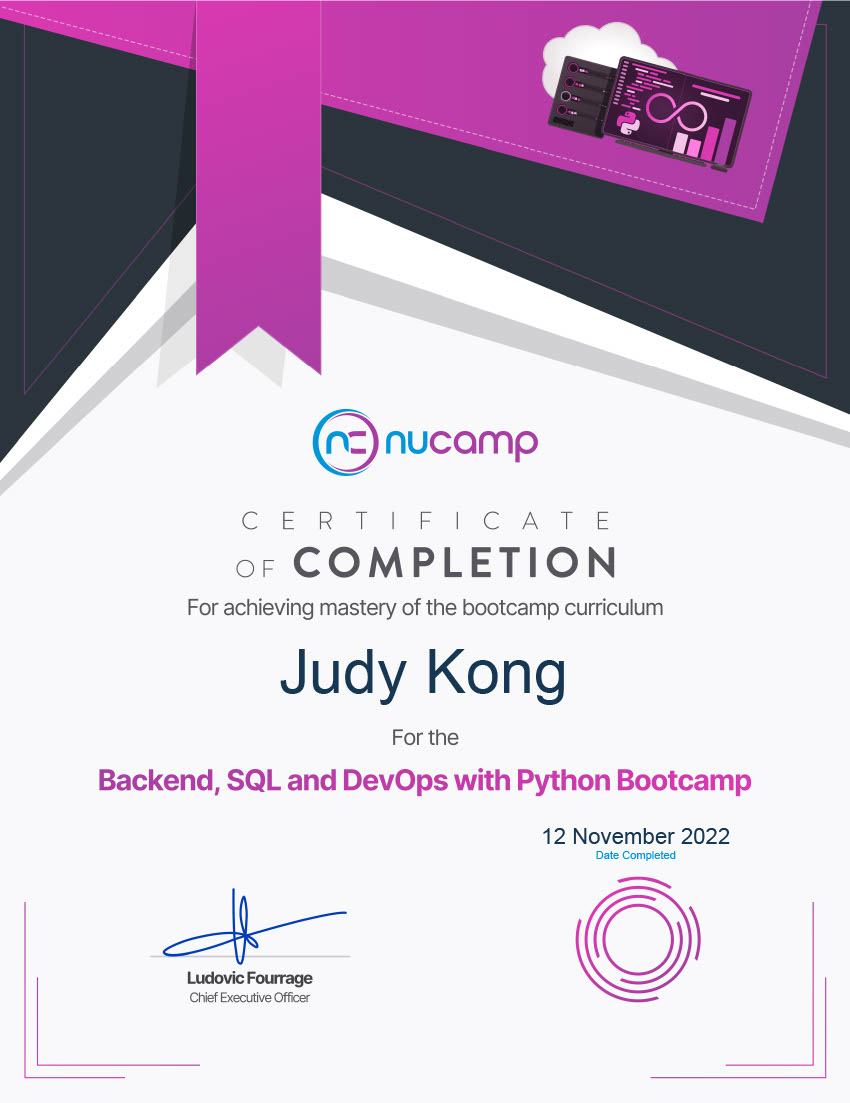 nucamp
CERTIFICATE
OF COMPLETION
For achieving mastery of the bootcamp curriculum
Judy Kong
For the
Backend, SQL and DevOps with Python Bootcamp
12 November 2022
Date Completed
Ludovic Fourrage
Chief Executive Officer